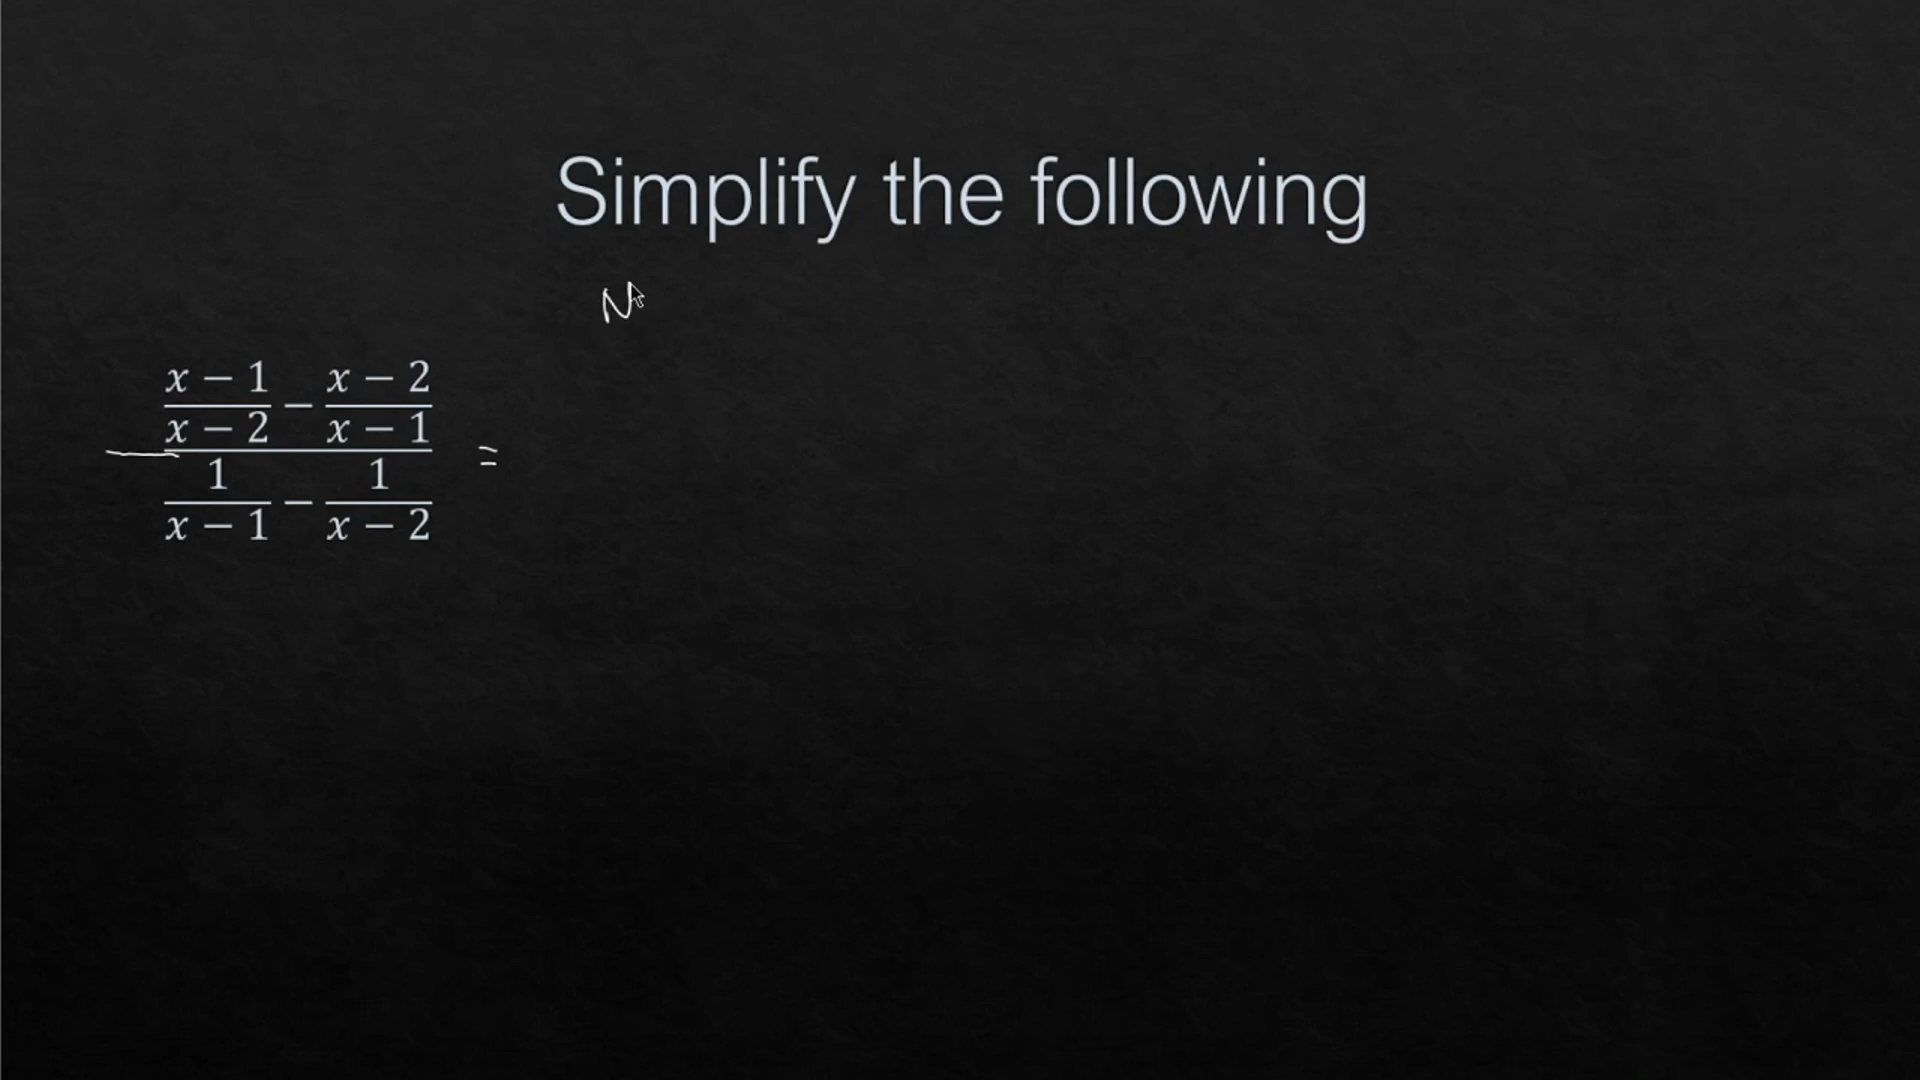 Simplify the following
N
x − 1 x − 2
x − 2 − x − 1
=
1 1
x − 1 − x − 2